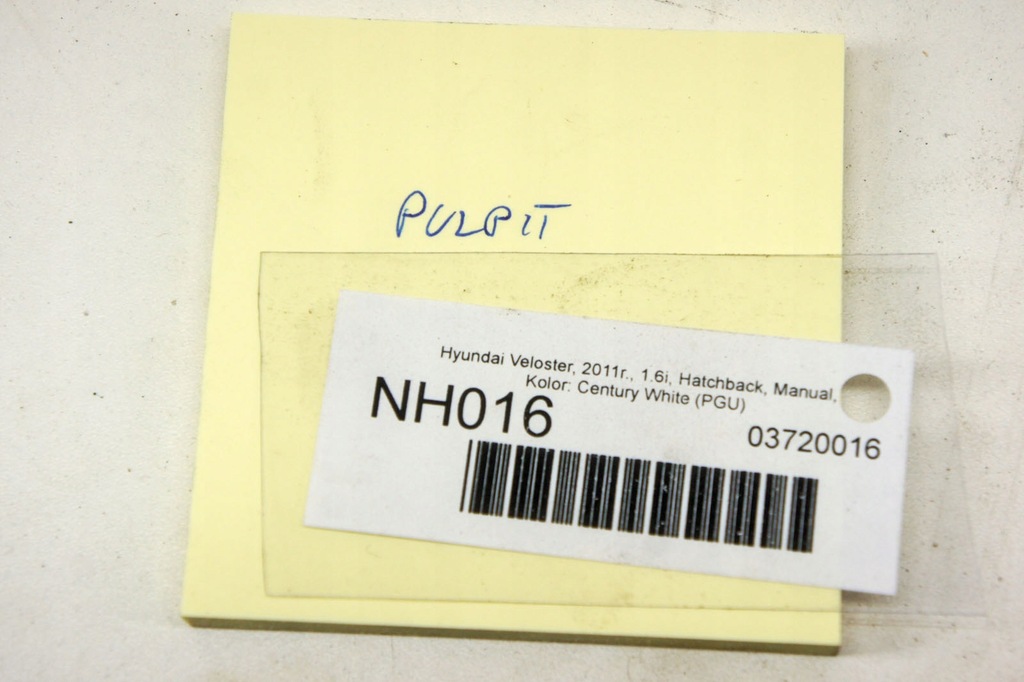 PULPIT
Hyundai Veloster, 2011r., 1.6i, Hatchback, Manual,
Kolor: Century White (PGU)
NH016
03720016